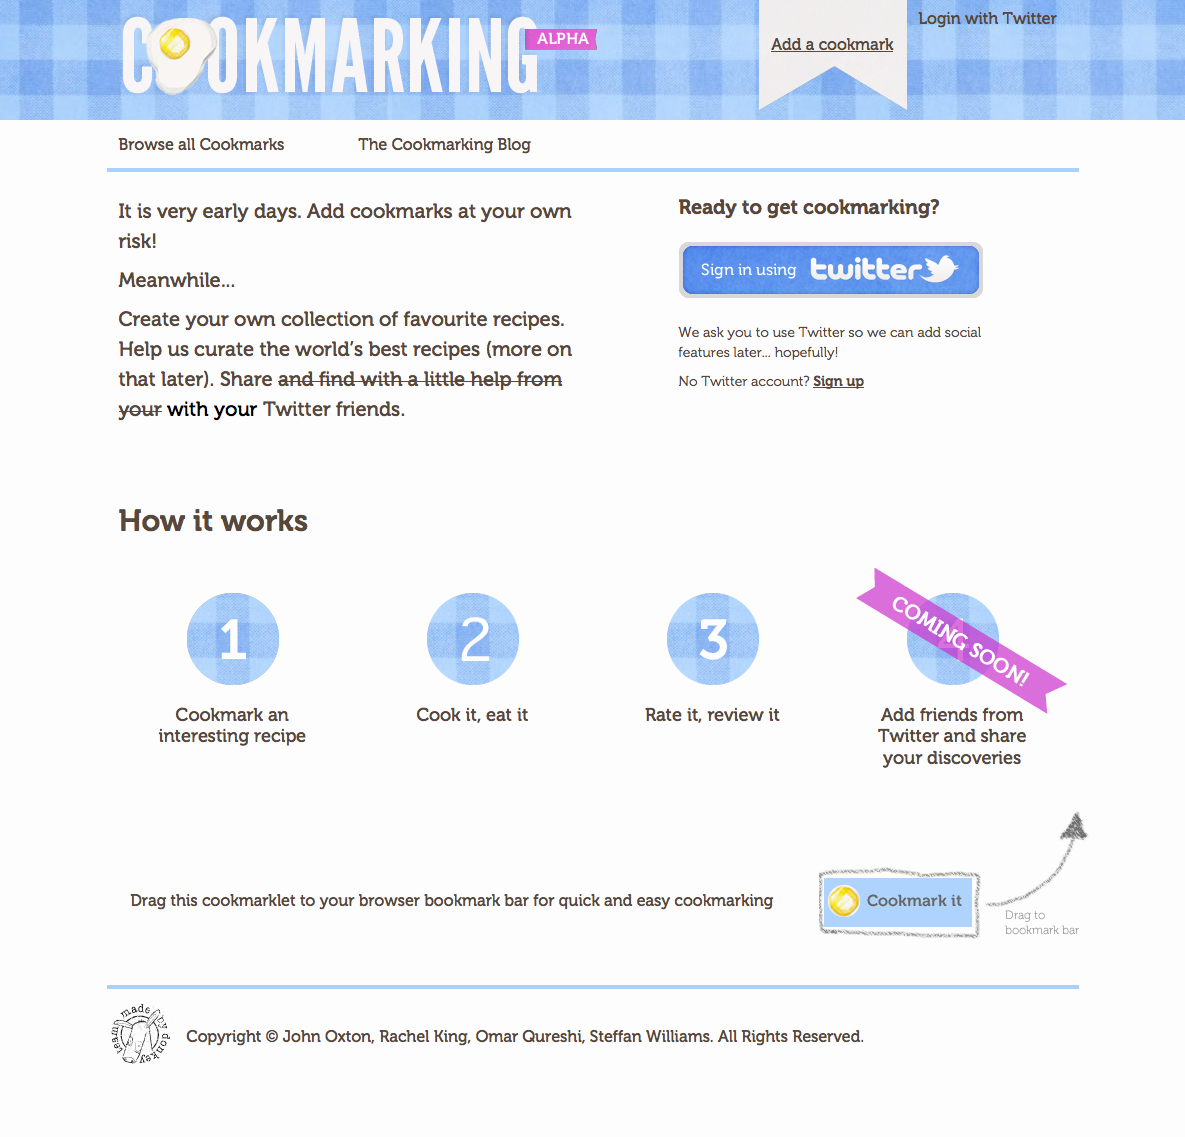 COOKMARKING
ALPHA
Add a cookmark
Login with Twitter
Browse all Cookmarks
The Cookmarking Blog
It is very early days. Add cookmarks at your own
risk!
Meanwhile...
Create your own collection of favourite recipes.
Help us curate the world's best recipes (more on
that later). Share and find with a little help from
your with your Twitter friends.
Ready to get cookmarking?
Sign in using twitter
We ask you to use Twitter so we can add social
features later... hopefully!
No Twitter account? Sign up
How it works
1
Cookmark an
interesting recipe
2
Cook it, eat it
3
Rate it, review it
4
COMING SOON!
Add friends from
Twitter and share
your discoveries
Drag this cookmarklet to your browser bookmark bar for quick and easy cookmarking
Cookmark it
Drag to
bookmark bar
made by donkey team
Copyright © John Oxton, Rachel King, Omar Qureshi, Steffan Williams. All Rights Reserved.